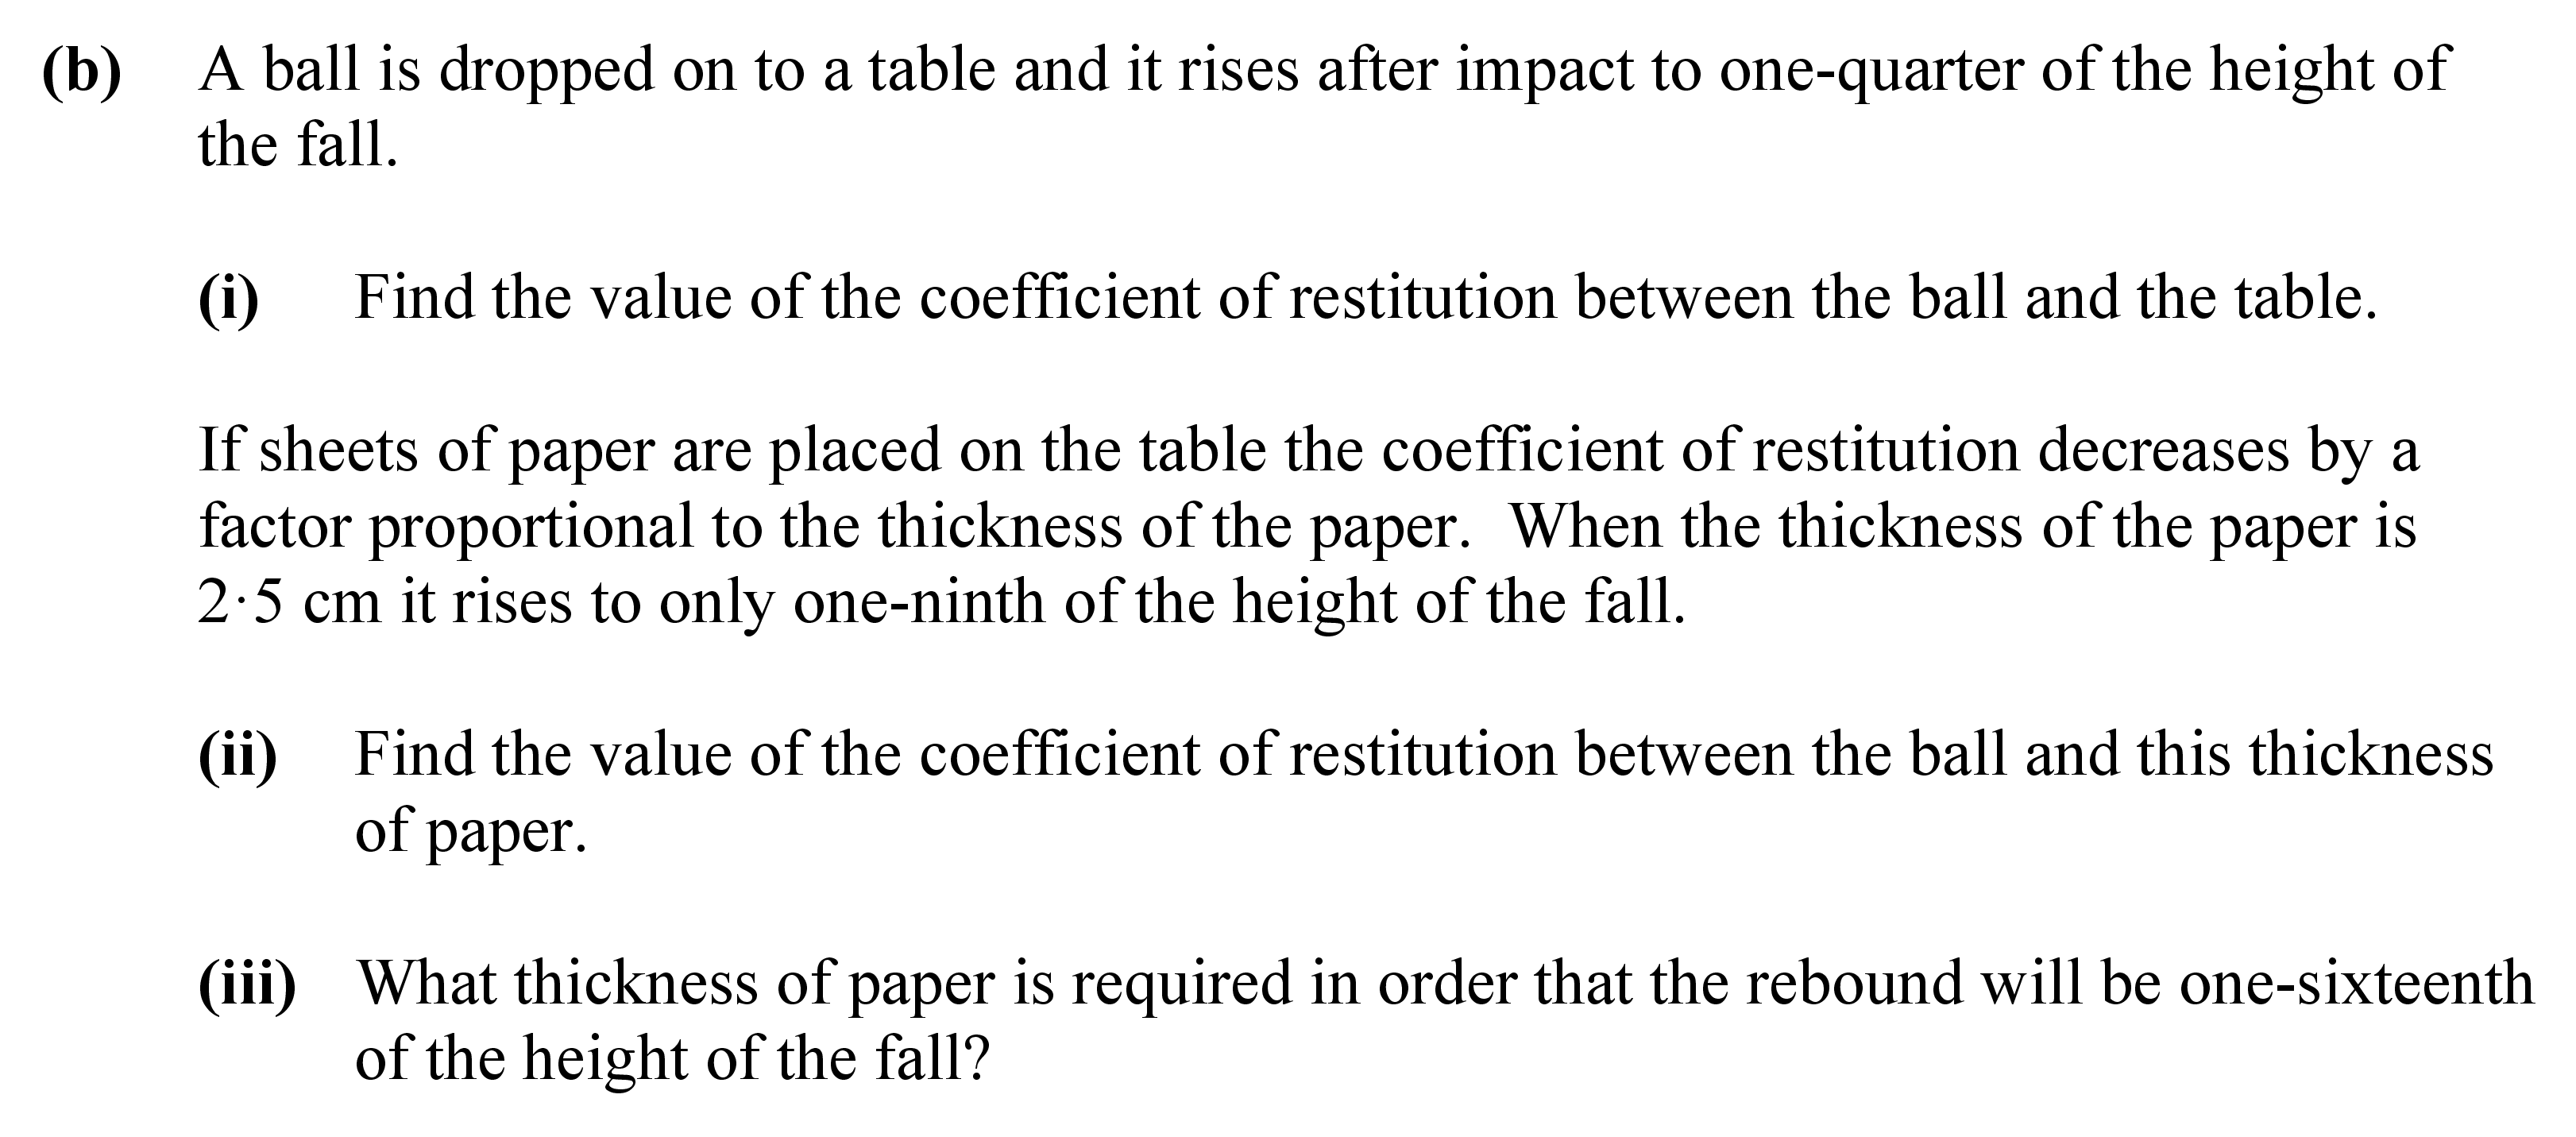 (b) A ball is dropped on to a table and it rises after impact to one-quarter of the height of
the fall.
(i) Find the value of the coefficient of restitution between the ball and the table.
If sheets of paper are placed on the table the coefficient of restitution decreases by a
factor proportional to the thickness of the paper. When the thickness of the paper is
2·5 cm it rises to only one-ninth of the height of the fall.
(ii) Find the value of the coefficient of restitution between the ball and this thickness
of paper.
(iii) What thickness of paper is required in order that the rebound will be one-sixteenth
of the height of the fall?